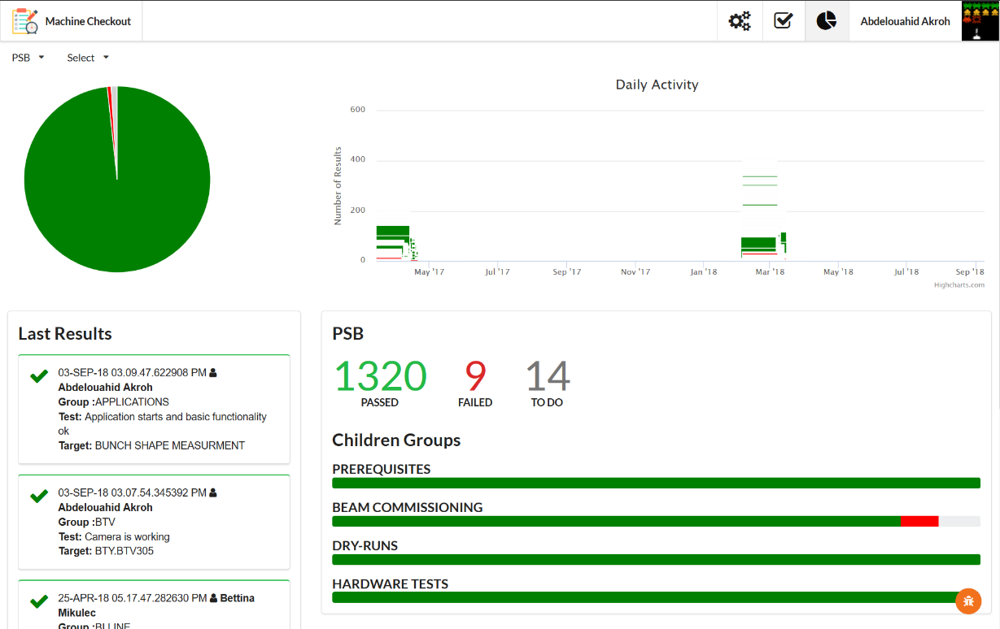 Machine Checkout
Abdelouahid Akroh
PSB
Select
Daily Activity
Number of Results
600
400
200
0
May '17
Jul '17
Sep '17
Nov '17
Jan '18
Mar '18
May '18
Jul '18
Sep '18
Highcharts.com
Last Results
03-SEP-18 03.09.47.622908 PM
Abdelouahid Akroh
Group :APPLICATIONS
Test: Application starts and basic functionality
ok
Target: BUNCH SHAPE MEASURMENT
03-SEP-18 03.07.54.345392 PM
Abdelouahid Akroh
Group :BTV
Test: Camera is working
Target: BTY.BTV305
25-APR-18 05.17.47.282630 PM Bettina
Mikulec
Group :BI LINE
PSB
1320
PASSED
9
FAILED
14
TO DO
Children Groups
PREREQUISITES
BEAM COMMISSIONING
DRY-RUNS
HARDWARE TESTS